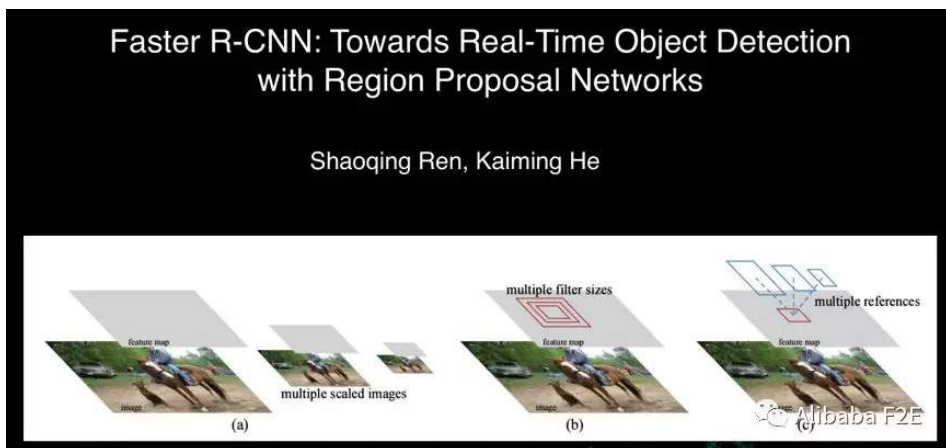 Faster R-CNN: Towards Real-Time Object Detection
with Region Proposal Networks
Shaoqing Ren, Kaiming He
feature map
image
multiple scaled images
(a)
multiple filter sizes
feature map
image
(b)
multiple references
feature map
image
(c)
Alibaba F2E